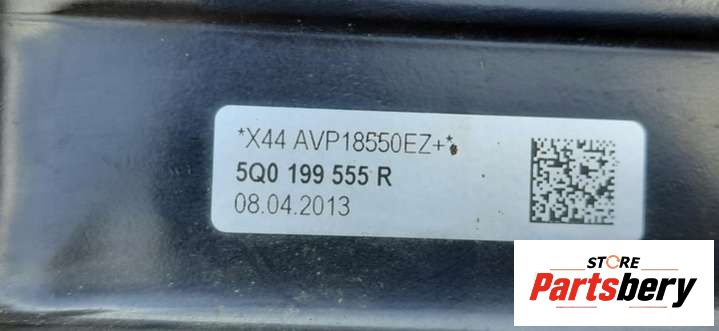 *X44 AVP18550EZ+*
5Q0 199 555 R
08.04.2013
STORE
Partsbery